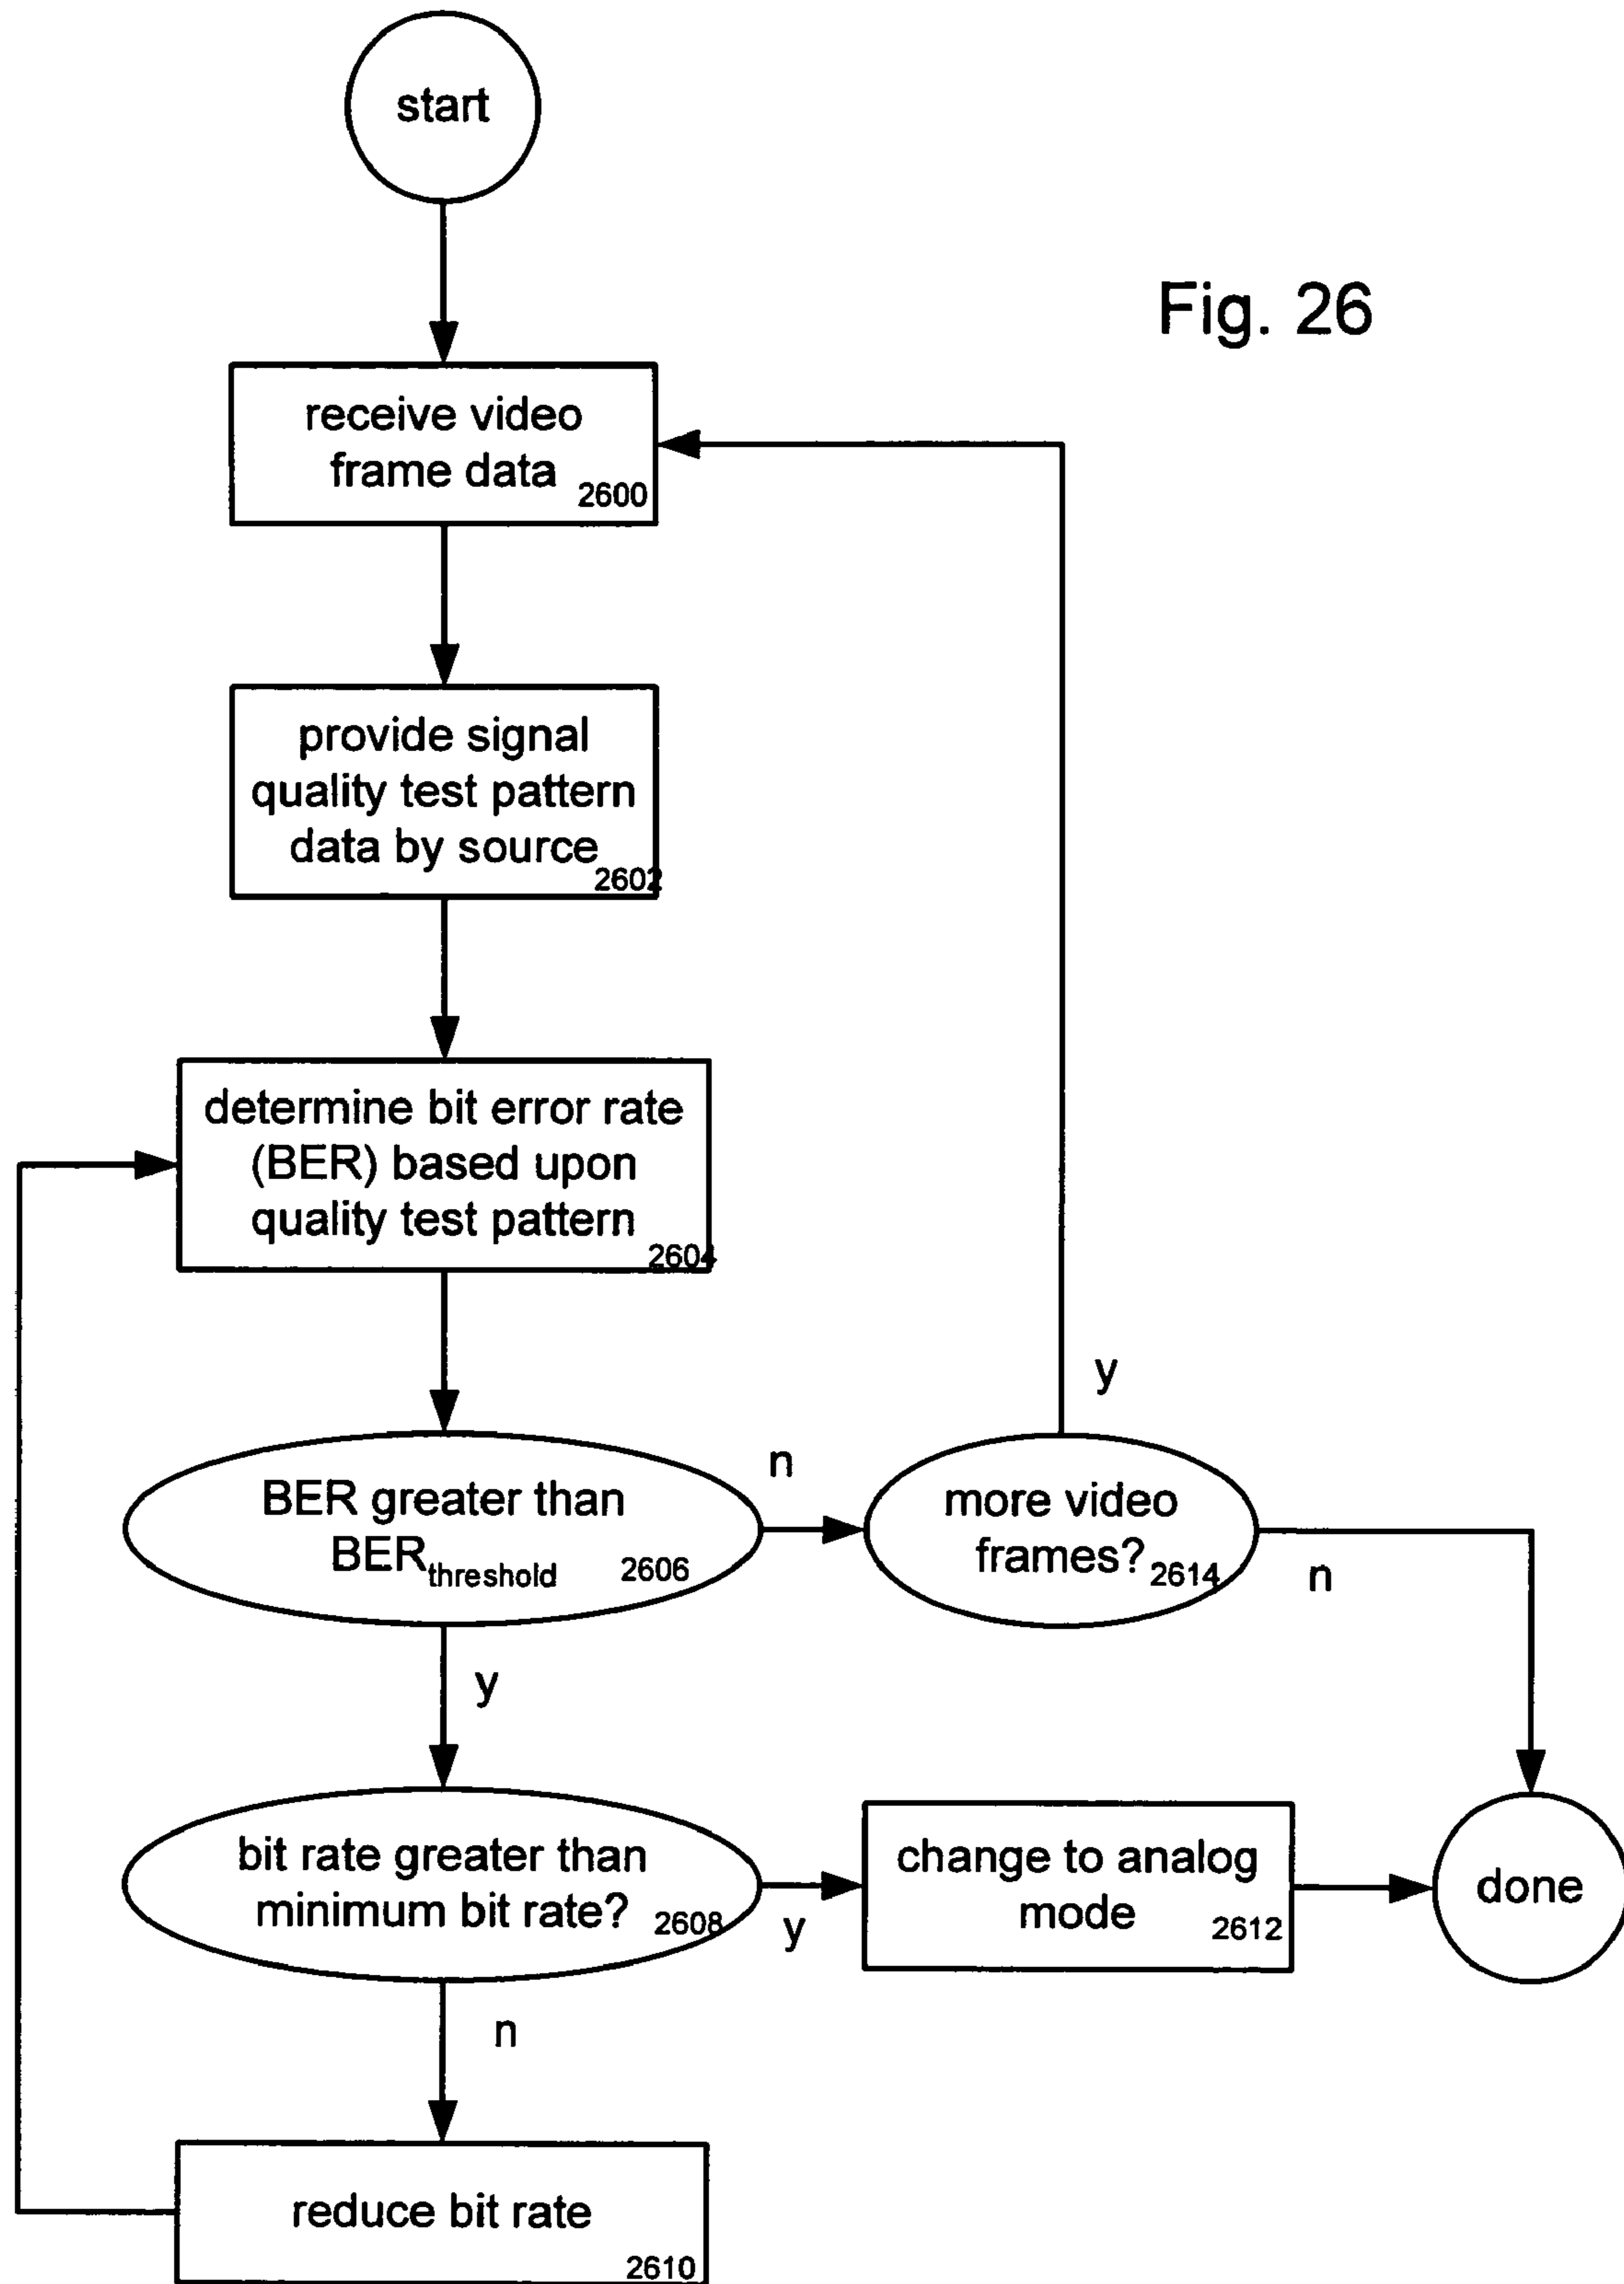 start
Fig. 26
receive video
frame data 2600
provide signal
quality test pattern
data by source
2602
determine bit error rate
(BER) based upon
quality test pattern
2604
BER greater than
BERthreshold 2606
n
more video
frames? 2614
y
n
y
bit rate greater than
minimum bit rate? 2608
y
change to analog
mode 2612
done
n
reduce bit rate
2610